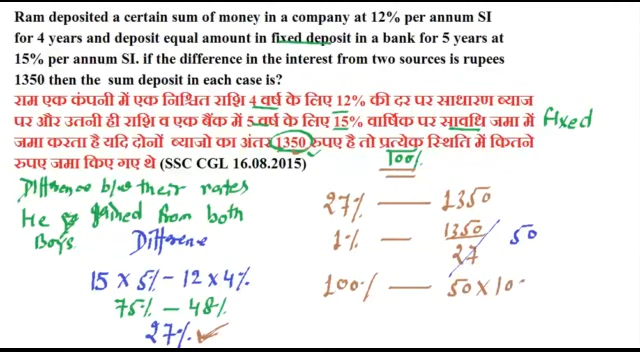 Ram deposited a certain sum of money in a company at 12% per annum SI
for 4 years and deposit equal amount in fixed deposit in a bank for 5 years at
15% per annum SI. if the difference in the interest from two sources is rupees
1350 then the sum deposit in each case is?
राम एक कंपनी में एक निश्चित राशि 4 वर्ष के लिए 12% की दर पर साधारण ब्याज
पर और उतनी ही राशि व एक बैंक में 5 वर्ष के लिए 15% वार्षिक पर सावधि जमा में fixed
जमा करता है यदि दोनों ब्याजो का अंतर 1350 रुपए है तो प्रत्येक स्थिति में कितने
रुपए जमा किए गए थे (SSC CGL 16.08.2015) 100%
Difference b/w their rates
He gained from both
Boys Difference
15 x 5% - 12 x 4%
75% - 48%
27%
27% — 1350
1% — 1350/27 50
100% — 50 x 10